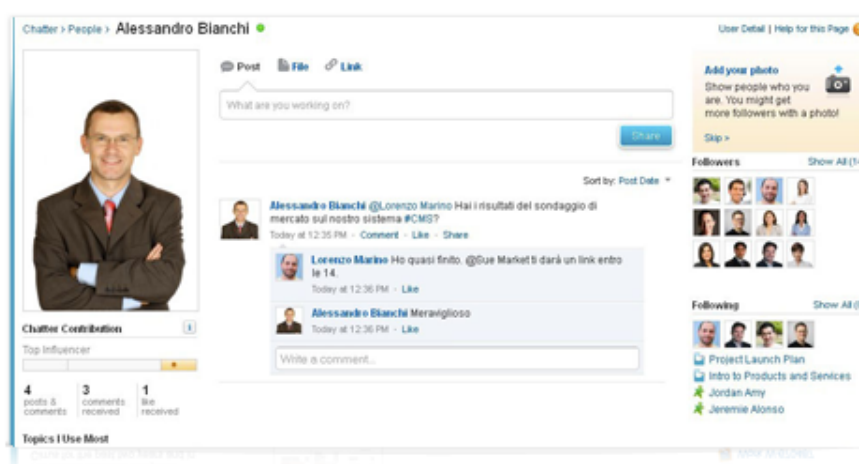 Chatter > People > Alessandro Bianchi
User Detail | Help for this Page
Post File Link
What are you working on?
Share
Sort by: Post Date
Alessandro Bianchi @Lorenzo Marino Hai i risultati del sondaggio di
mercato sul nostro sistema #CMS?
Today at 12:35 PM · Comment · Like · Share
Lorenzo Marino Ho quasi finito. @Sue Market ti darà un link entro
le 14.
Today at 12:36 PM · Like
Alessandro Bianchi Meraviglioso
Today at 12:36 PM · Like
Write a comment...
Chatter Contribution
Top Influencer
4 posts & comments
3 comments received
1 like received
Topics I Use Most
Add your photo
Show people who you
are. You might get
more followers with a photo!
Skip >
Followers Show All (1
Following Show All (
Project Launch Plan
Intro to Products and Services
Jordan Amy
Jeremie Alonso